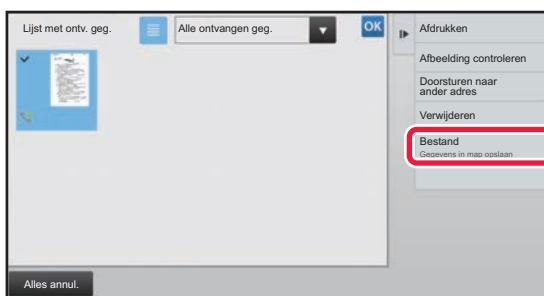 Lijst met ontv. geg.
Alle ontvangen geg.
OK
Afdrukken
Afbeelding controleren
Doorsturen naar
ander adres
Verwijderen
Bestand
Gegevens in map opslaan
Alles annul.